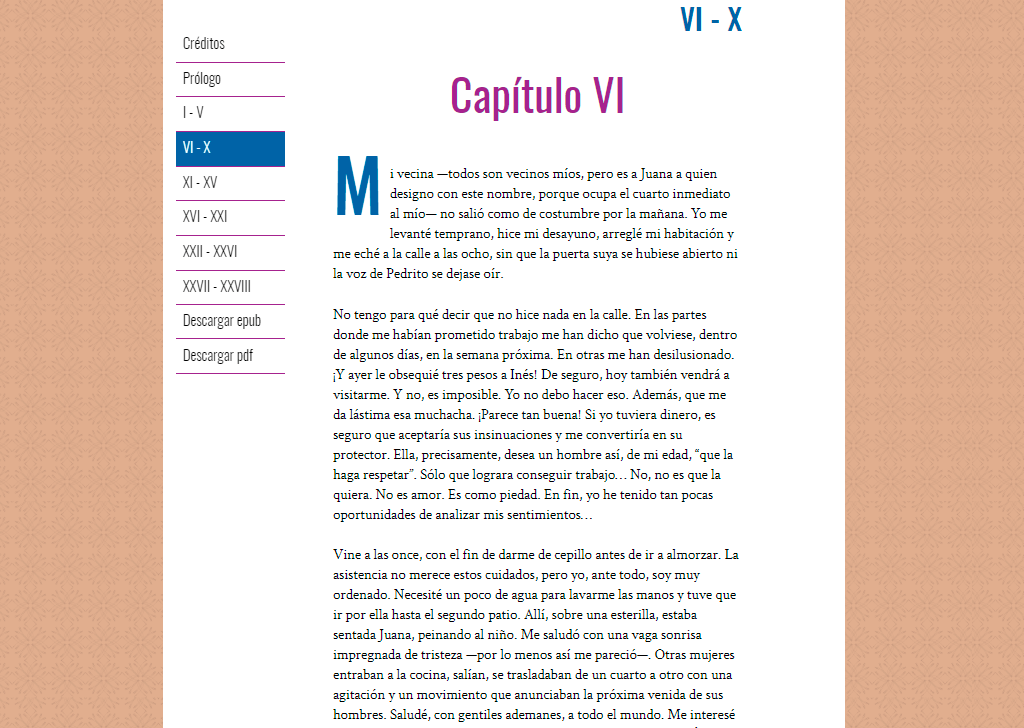 VI - X
Créditos
Prólogo
I - V
VI - X
XI - XV
XVI - XXI
XXII - XXVI
XXVII - XXVIII
Descargar epub
Descargar pdf
Capítulo VI
Mi vecina —todos son vecinos míos, pero es a Juana a quien
designo con este nombre, porque ocupa el cuarto inmediato
al mío— no salió como de costumbre por la mañana. Yo me
levanté temprano, hice mi desayuno, arreglé mi habitación y
me eché a la calle a las ocho, sin que la puerta suya se hubiese abierto ni
la voz de Pedrito se dejase oír.
No tengo para qué decir que no hice nada en la calle. En las partes
donde me habían prometido trabajo me han dicho que volviese, dentro
de algunos días, en la semana próxima. En otras me han desilusionado.
¡Y ayer le obsequié tres pesos a Inés! De seguro, hoy también vendrá a
visitarme. Y no, es imposible. Yo no debo hacer eso. Además, que me
da lástima esa muchacha. ¡Parece tan buena! Si yo tuviera dinero, es
seguro que aceptaría sus insinuaciones y me convertiría en su
protector. Ella, precisamente, desea un hombre así, de mi edad, “que la
haga respetar”. Sólo que lograra conseguir trabajo… No, no es que la
quiera. No es amor. Es como piedad. En fin, yo he tenido tan pocas
oportunidades de analizar mis sentimientos…
Vine a las once, con el fin de darme de cepillo antes de ir a almorzar. La
asistencia no merece estos cuidados, pero yo, ante todo, soy muy
ordenado. Necesité un poco de agua para lavarme las manos y tuve que
ir por ella hasta el segundo patio. Allí, sobre una esterilla, estaba
sentada Juana, peinando al niño. Me saludó con una vaga sonrisa
impregnada de tristeza —por lo menos así me pareció—. Otras mujeres
entraban a la cocina, salían, se trasladaban de un cuarto a otro con una
agitación y un movimiento que anunciaban la próxima venida de sus
hombres. Saludé, con gentiles ademanes, a todo el mundo. Me interesé